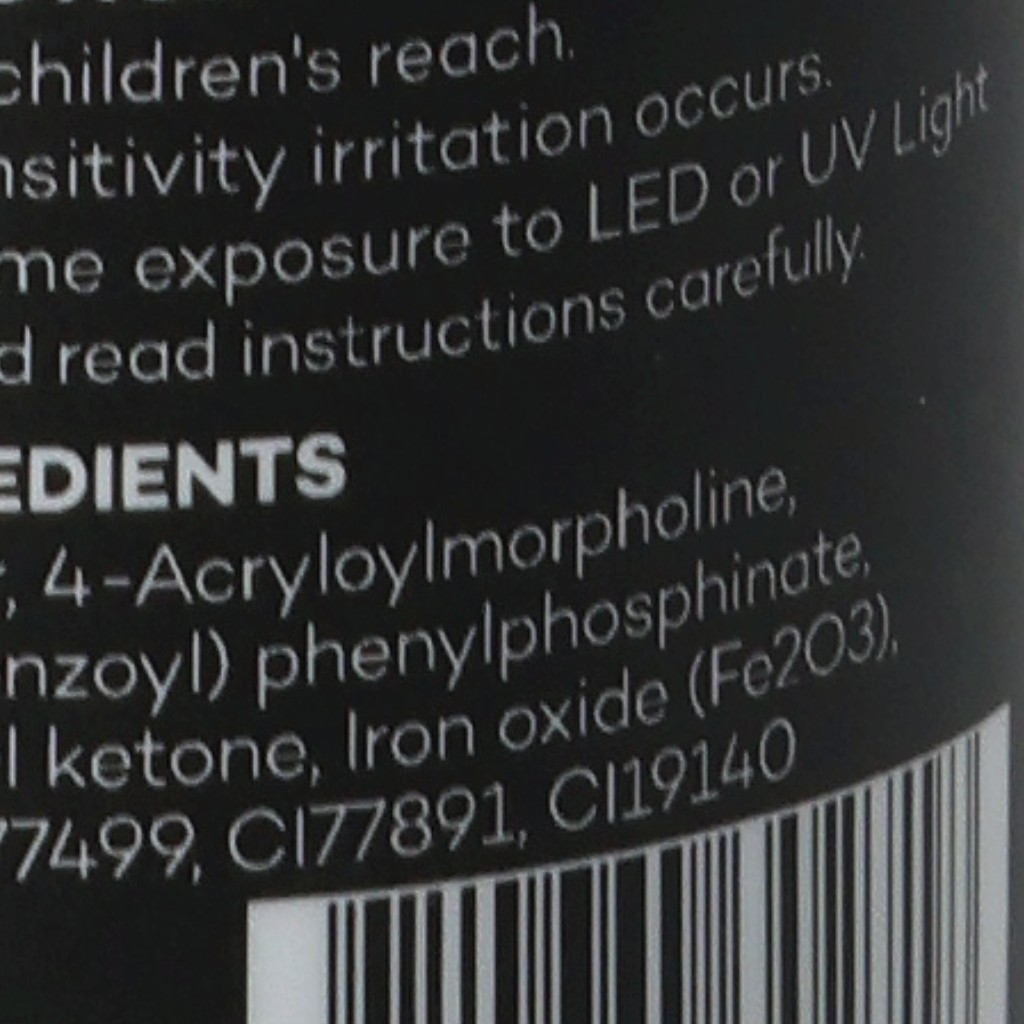 children's reach.
nsitivity irritation occurs.
me exposure to LED or UV Light
d read instructions carefully.
EDIENTS
, 4-Acryloylmorpholine,
nzoyl) phenylphosphinate,
l ketone, Iron oxide (Fe2O3),
77499, CI77891, CI19140